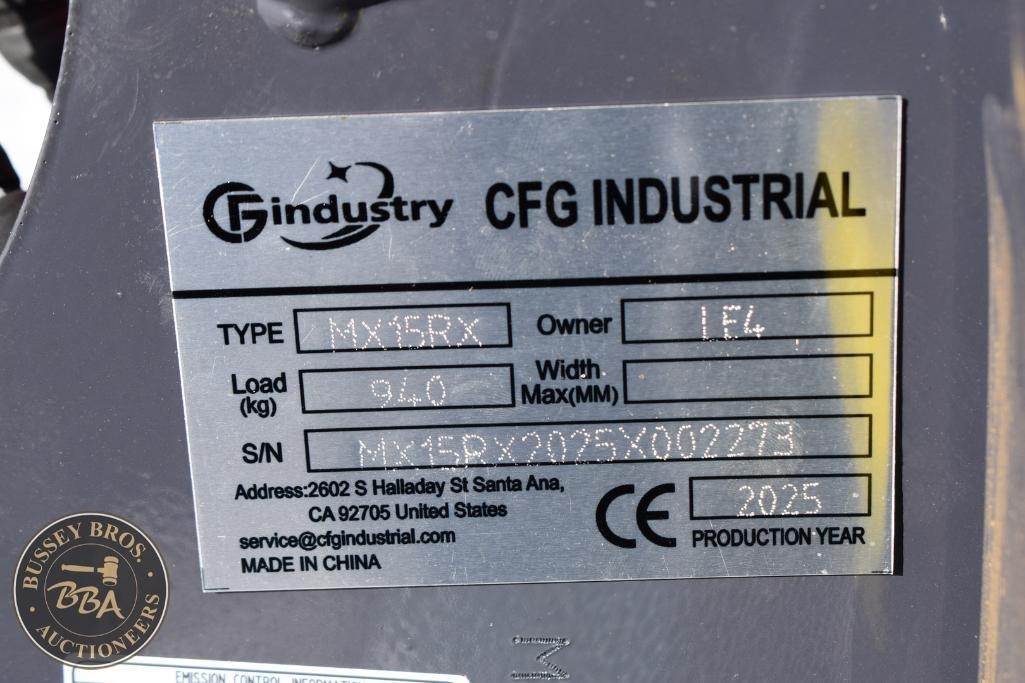 CFG industry CFG INDUSTRIAL
TYPE MX15RX Owner LE4
Load (kg) 940 Width Max(MM)
S/N MX15RX2025X002273
Address:2602 S Halladay St Santa Ana,
CA 92705 United States
service@cfgindustrial.com
MADE IN CHINA
CE 2025
PRODUCTION YEAR
BUSSEY BROS.
BBA
AUCTIONEERS
EMISSION CONTROL INFORMATION